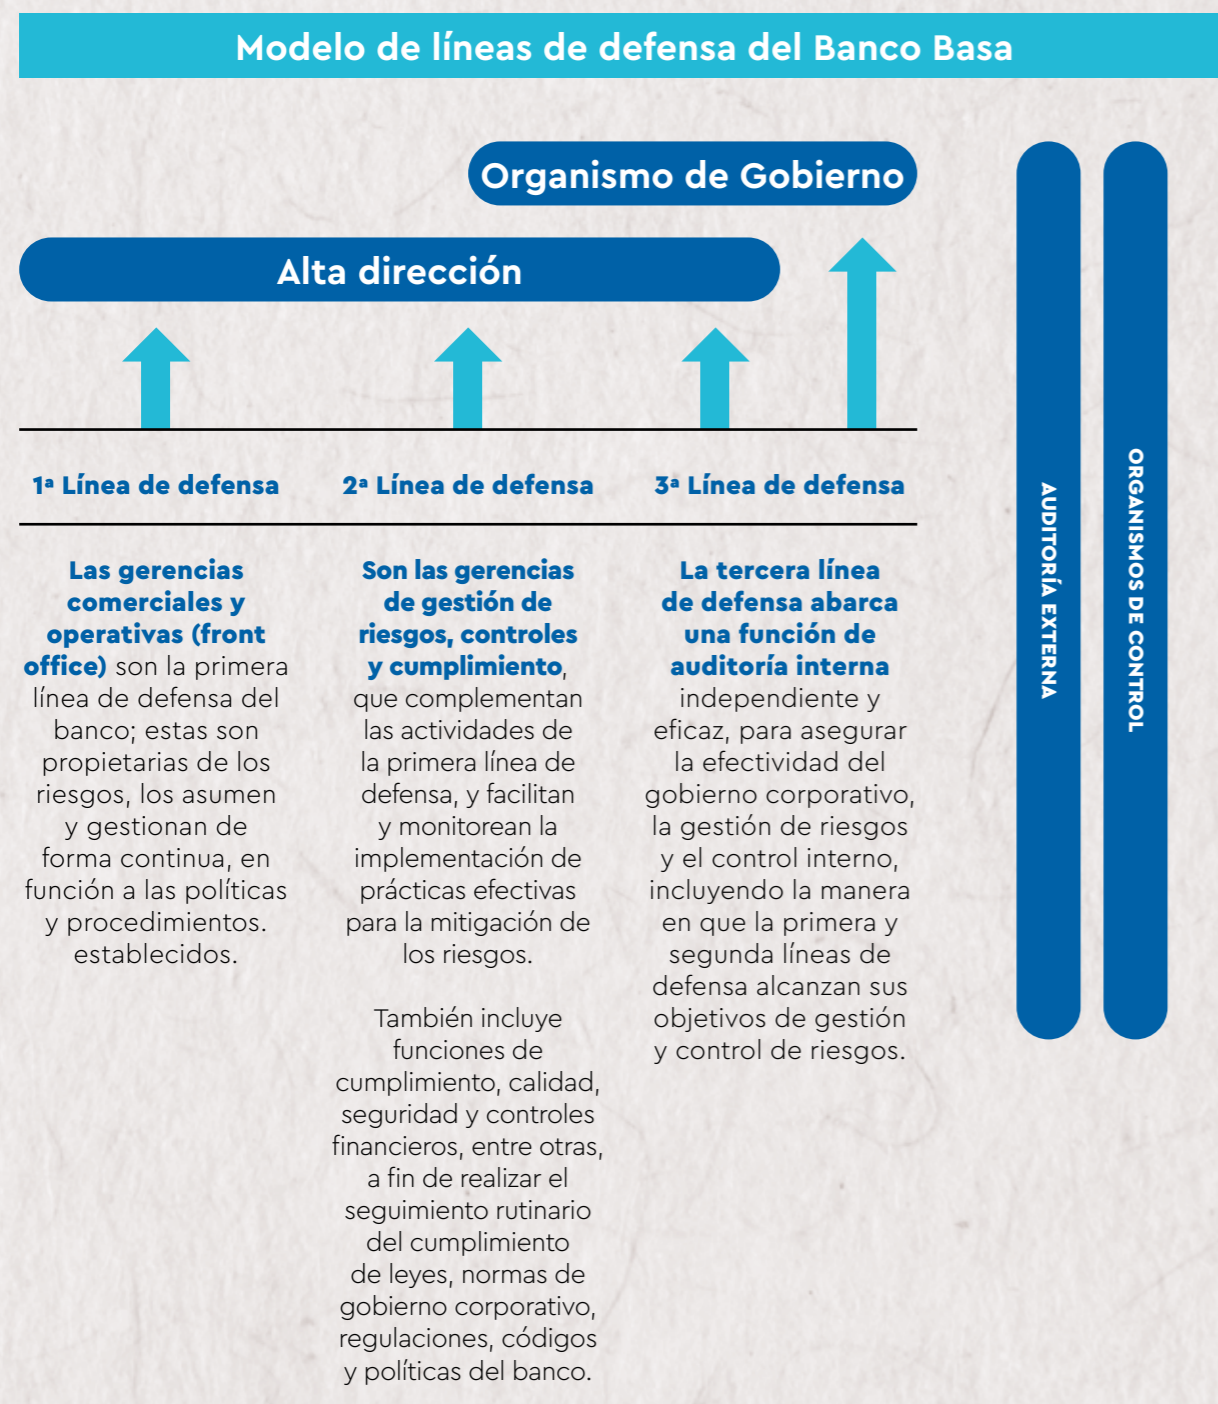 Modelo de líneas de defensa del Banco Basa
Organismo de Gobierno
Alta dirección
1ª Línea de defensa
Las gerencias
comerciales y
operativas (front
office) son la primera
línea de defensa del
banco; estas son
propietarias de los
riesgos, los asumen
y gestionan de
forma continua, en
función a las políticas
y procedimientos.
establecidos.
2ª Línea de defensa
Son las gerencias
de gestión de
riesgos, controles
y cumplimiento,
que complementan
las actividades de
la primera línea de
defensa, y facilitan
y monitorean la
implementación de
prácticas efectivas
para la mitigación de
los riesgos.
También incluye
funciones de
cumplimiento, calidad,
seguridad y controles
financieros, entre otras,
a fin de realizar el
seguimiento rutinario
del cumplimiento
de leyes, normas de
gobierno corporativo,
regulaciones, códigos
y políticas del banco.
3ª Línea de defensa
La tercera línea
de defensa abarca
una función de
auditoría interna
independiente y
eficaz, para asegurar
la efectividad del
gobierno corporativo,
la gestión de riesgos
y el control interno,
incluyendo la manera
en que la primera y
segunda líneas de
defensa alcanzan sus
objetivos de gestión
y control de riesgos.
AUDITORÍA EXTERNA
ORGANISMOS DE CONTROL